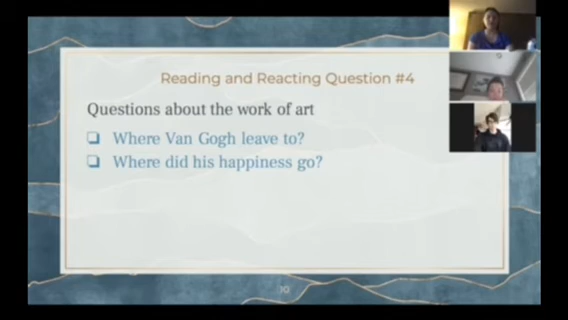 Reading and Reacting Question #4
Questions about the work of art
Where Van Gogh leave to?
Where did his happiness go?
10